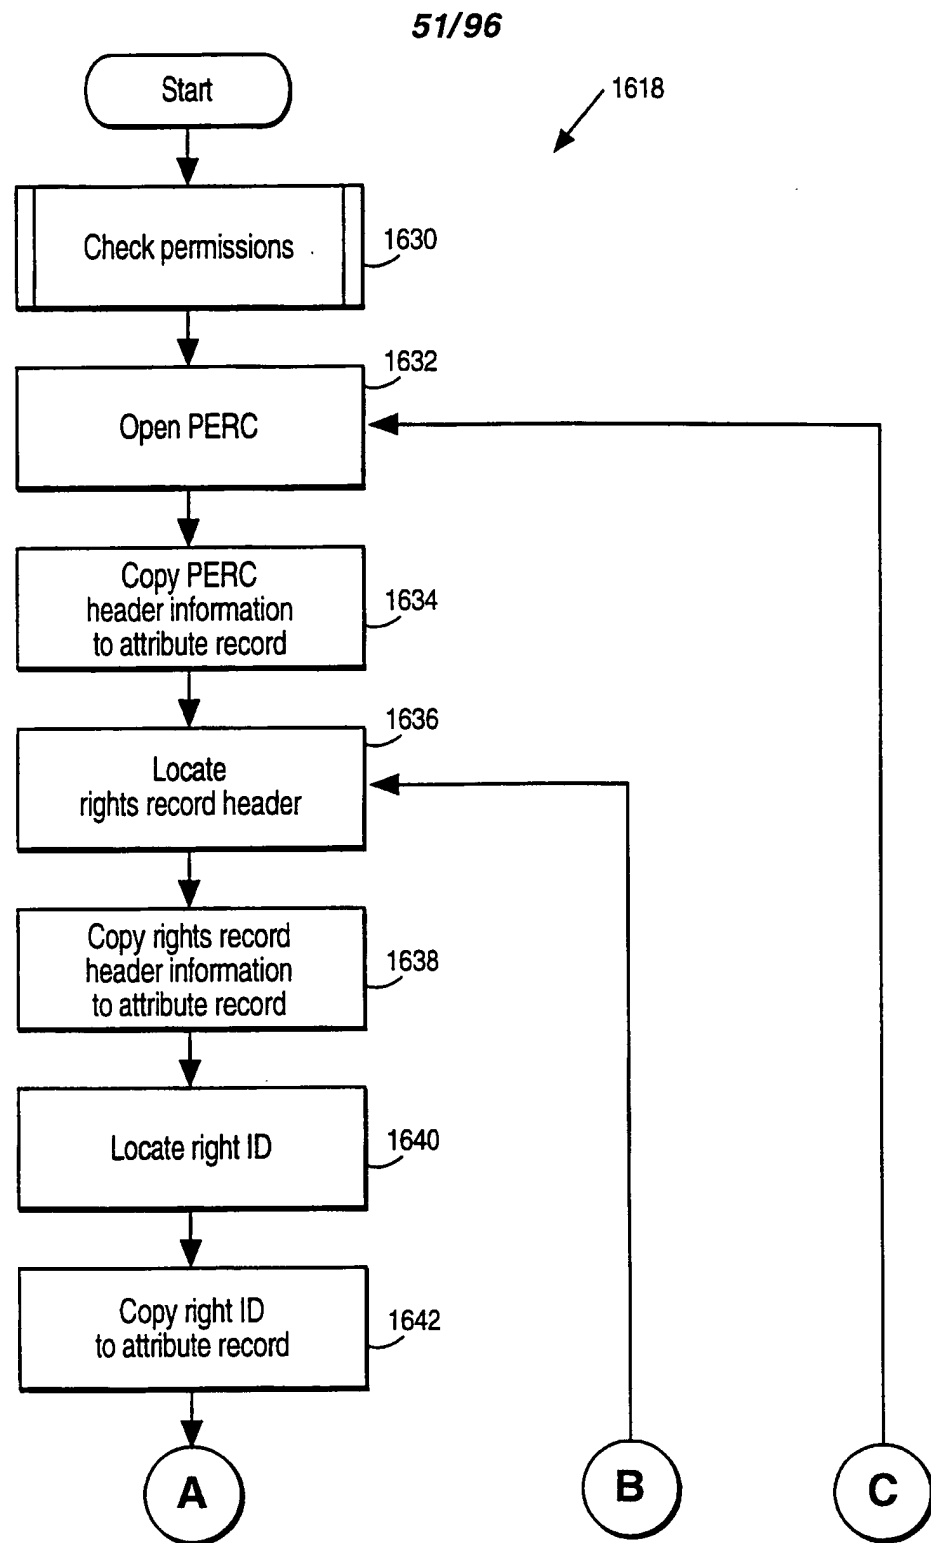 51/96
Start
1618
Check permissions
1630
1632
Open PERC
Copy PERC
header information
to attribute record
1634
1636
Locate
rights record header
Copy rights record
header information
to attribute record
1638
Locate right ID
1640
Copy right ID
to attribute record
1642
A
B
C